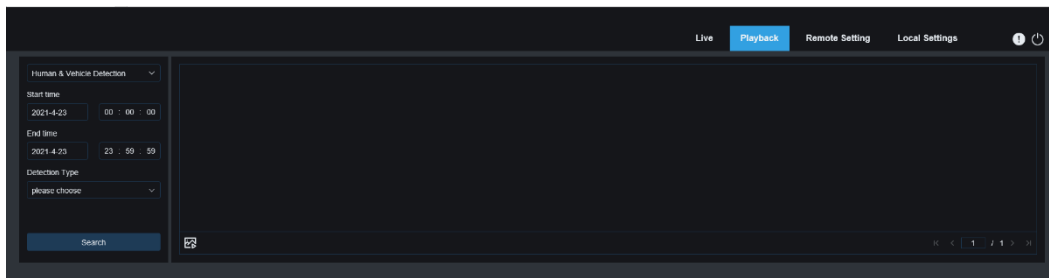 Live Playback Remote Setting Local Settings
Human & Vehicle Detection
Start time
2021-4-23 00 : 00 : 00
End time
2021-4-23 23 : 59 : 59
Detection Type
please choose
Search
1 / 1